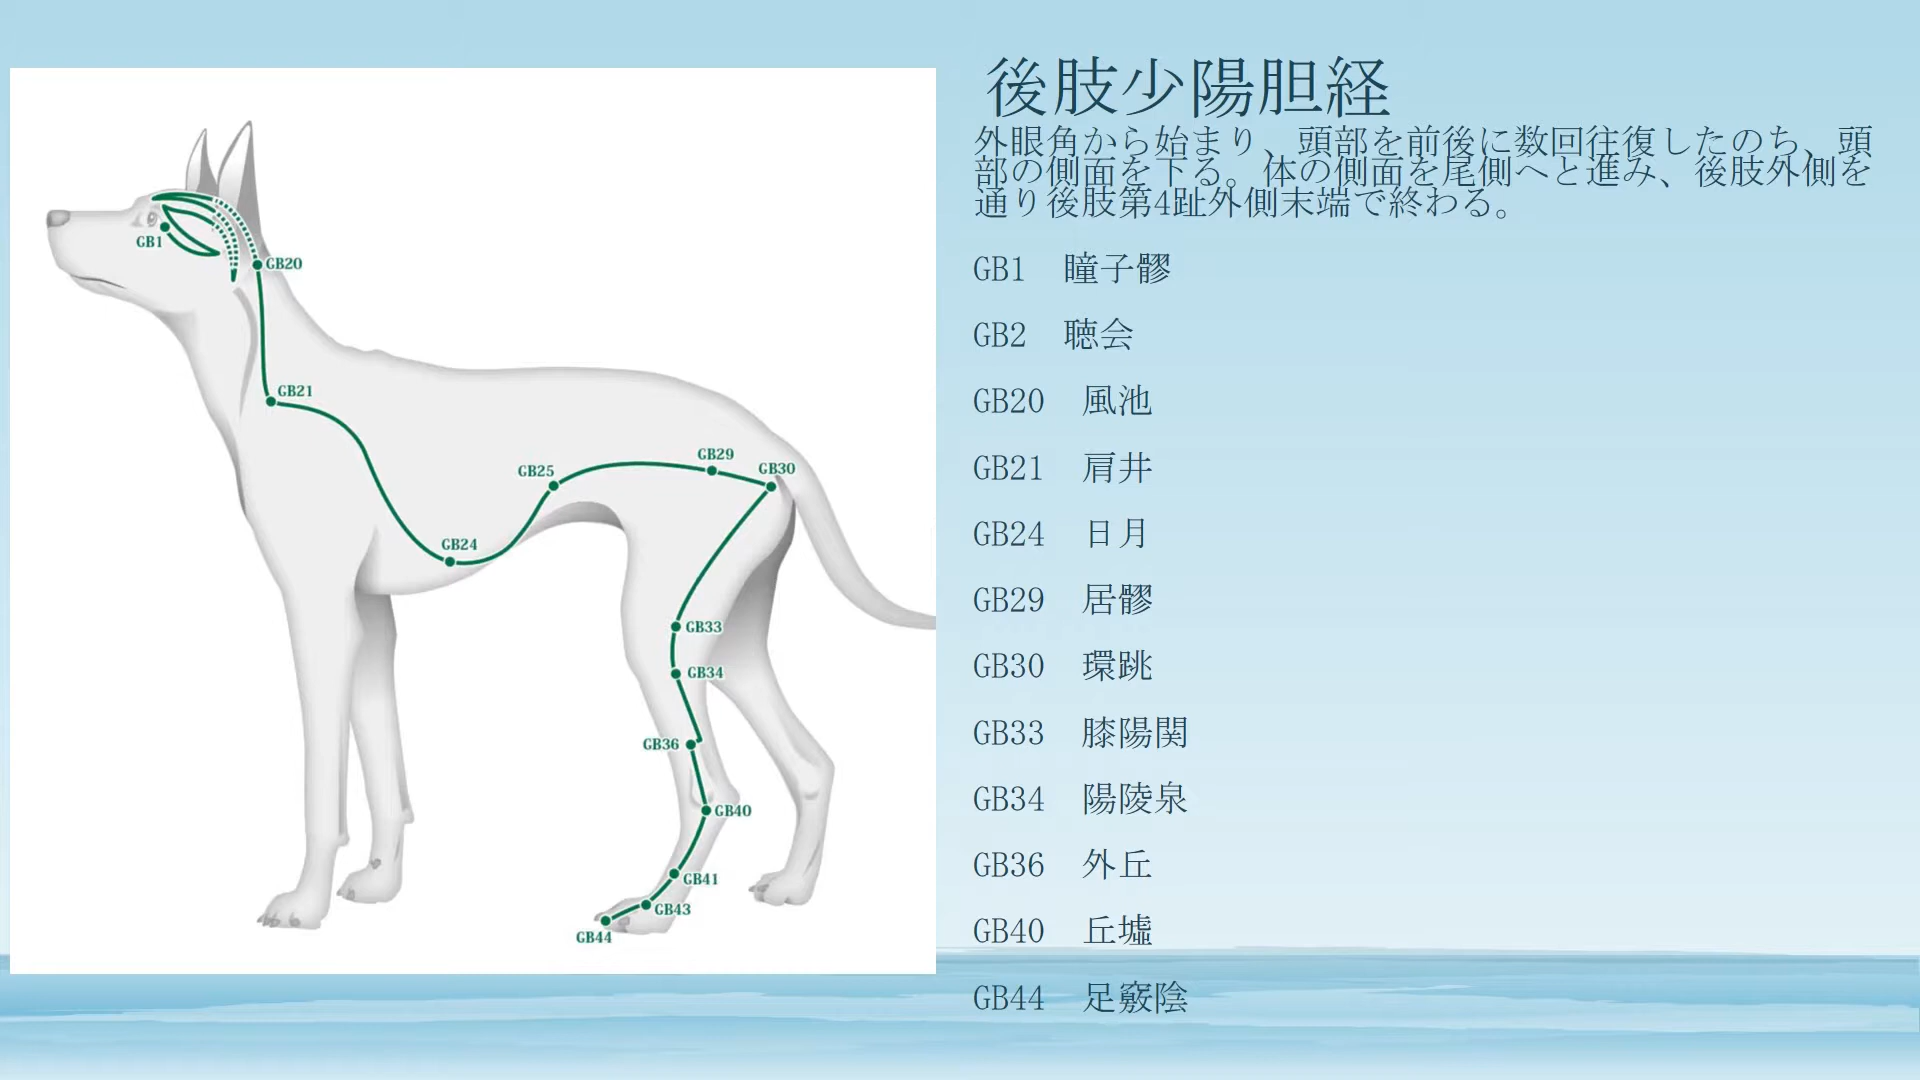 後肢少陽胆経
外眼角から始まり、頭部を前後に数回往復したのち、頭
部の側面を下る。体の側面を尾側へと進み、後肢外側を
通り後肢第4趾外側末端で終わる。
GB1　瞳子髎
GB2　聴会
GB20　風池
GB21　肩井
GB24　日月
GB29　居髎
GB30　環跳
GB33　膝陽関
GB34　陽陵泉
GB36　外丘
GB40　丘墟
GB44　足竅陰
GB1
GB20
GB21
GB24
GB25
GB29
GB30
GB33
GB34
GB36
GB40
GB41
GB43
GB44